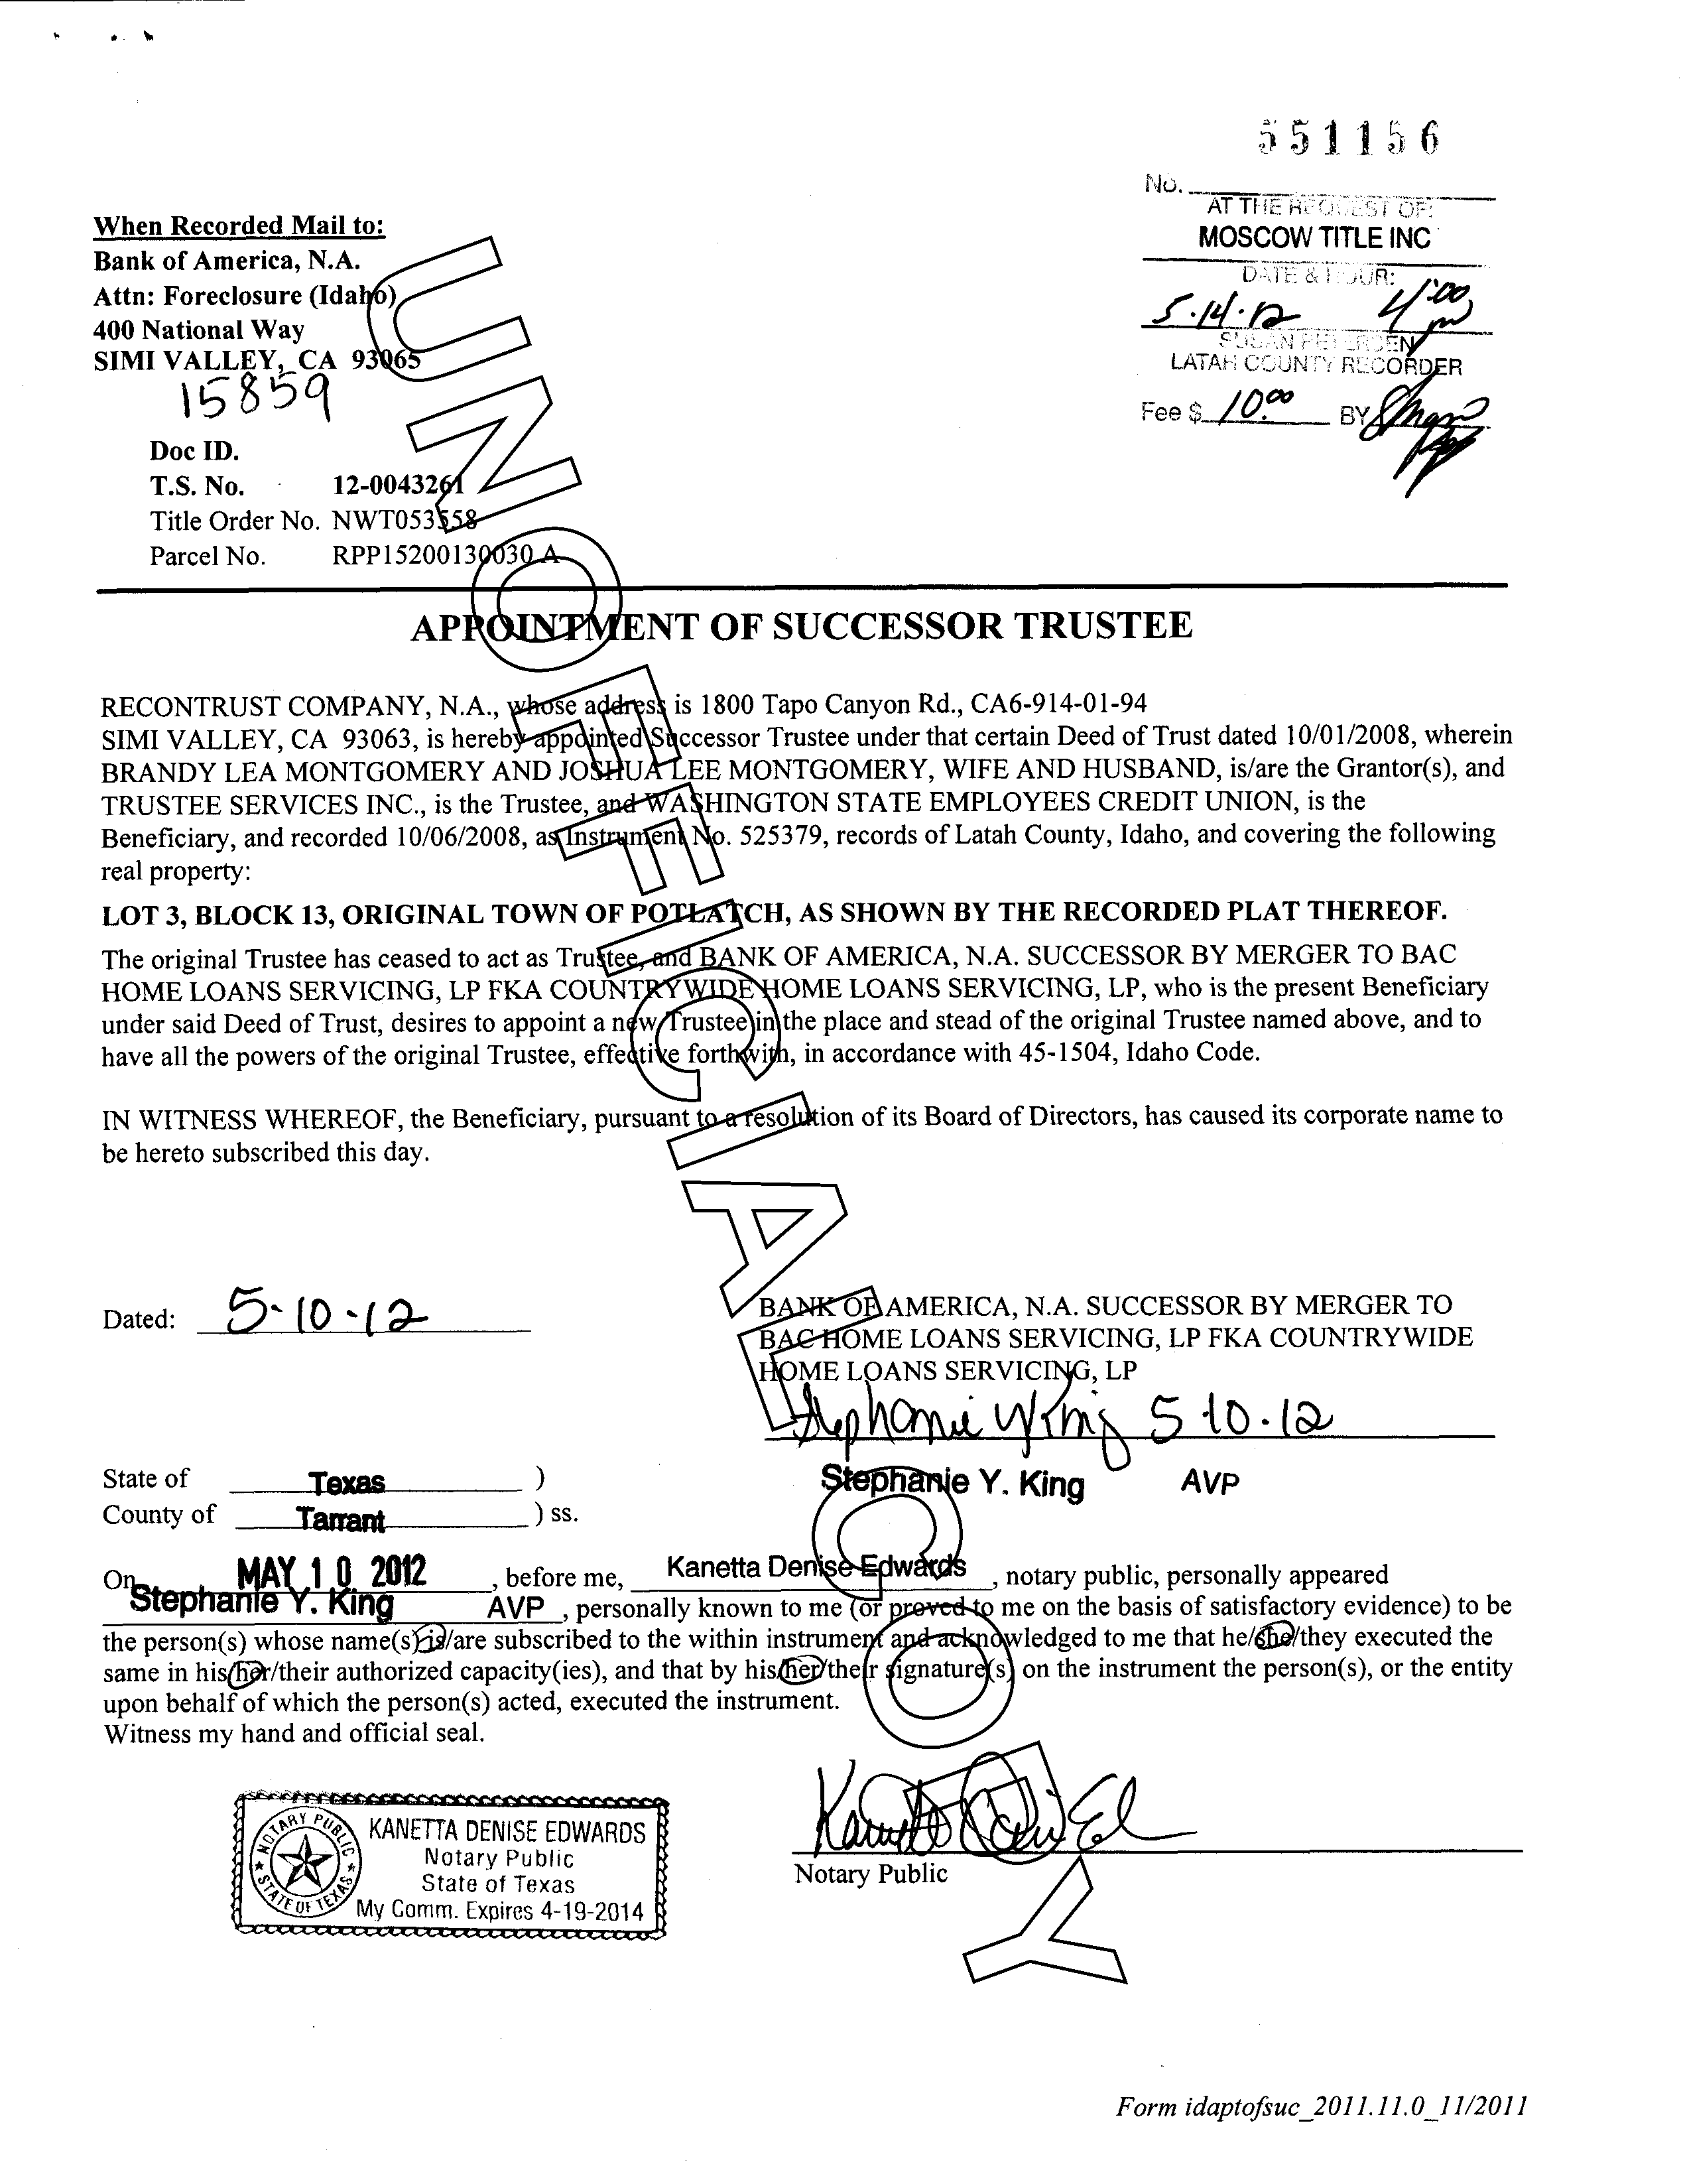 551156
No.
AT THE REQUEST OF:
MOSCOW TITLE INC
DATE & HOUR:
5·14·12 4:00 pm
SUSAN PETERSEN
LATAH COUNTY RECORDER
Fee $ 10.00 BY
When Recorded Mail to:
Bank of America, N.A.
Attn: Foreclosure (Idaho)
400 National Way
SIMI VALLEY, CA 93065
15859
Doc ID.
T.S. No. 12-0043261
Title Order No. NWT053558
Parcel No. RPP15200130030 A
APPOINTMENT OF SUCCESSOR TRUSTEE
RECONTRUST COMPANY, N.A., whose address is 1800 Tapo Canyon Rd., CA6-914-01-94
SIMI VALLEY, CA 93063, is hereby appointed Successor Trustee under that certain Deed of Trust dated 10/01/2008, wherein
BRANDY LEA MONTGOMERY AND JOSHUA LEE MONTGOMERY, WIFE AND HUSBAND, is/are the Grantor(s), and
TRUSTEE SERVICES INC., is the Trustee, and WASHINGTON STATE EMPLOYEES CREDIT UNION, is the
Beneficiary, and recorded 10/06/2008, as Instrument No. 525379, records of Latah County, Idaho, and covering the following
real property:
LOT 3, BLOCK 13, ORIGINAL TOWN OF POTLATCH, AS SHOWN BY THE RECORDED PLAT THEREOF.
The original Trustee has ceased to act as Trustee, and BANK OF AMERICA, N.A. SUCCESSOR BY MERGER TO BAC
HOME LOANS SERVICING, LP FKA COUNTRYWIDE HOME LOANS SERVICING, LP, who is the present Beneficiary
under said Deed of Trust, desires to appoint a new Trustee in the place and stead of the original Trustee named above, and to
have all the powers of the original Trustee, effective forthwith, in accordance with 45-1504, Idaho Code.
IN WITNESS WHEREOF, the Beneficiary, pursuant to a resolution of its Board of Directors, has caused its corporate name to
be hereto subscribed this day.
Dated: 5-10-12
BANK OF AMERICA, N.A. SUCCESSOR BY MERGER TO
BAC HOME LOANS SERVICING, LP FKA COUNTRYWIDE
HOME LOANS SERVICING, LP
Stephanie Y King 5-10-12
Stephanie Y. King AVP
State of Texas )
County of Tarrant ) ss.
On MAY 10 2012, before me, Kanetta Denise Edwards, notary public, personally appeared
Stephanie Y. King AVP, personally known to me (or proved to me on the basis of satisfactory evidence) to be
the person(s) whose name(s) is/are subscribed to the within instrument and acknowledged to me that he/she/they executed the
same in his/her/their authorized capacity(ies), and that by his/her/their signature(s) on the instrument the person(s), or the entity
upon behalf of which the person(s) acted, executed the instrument.
Witness my hand and official seal.
NOTARY PUBLIC
STATE OF TEXAS
KANETTA DENISE EDWARDS
Notary Public
State of Texas
My Comm. Expires 4-19-2014
Notary Public
UNOFFICIAL COPY
Form idaptofsuc_2011.11.0_11/2011